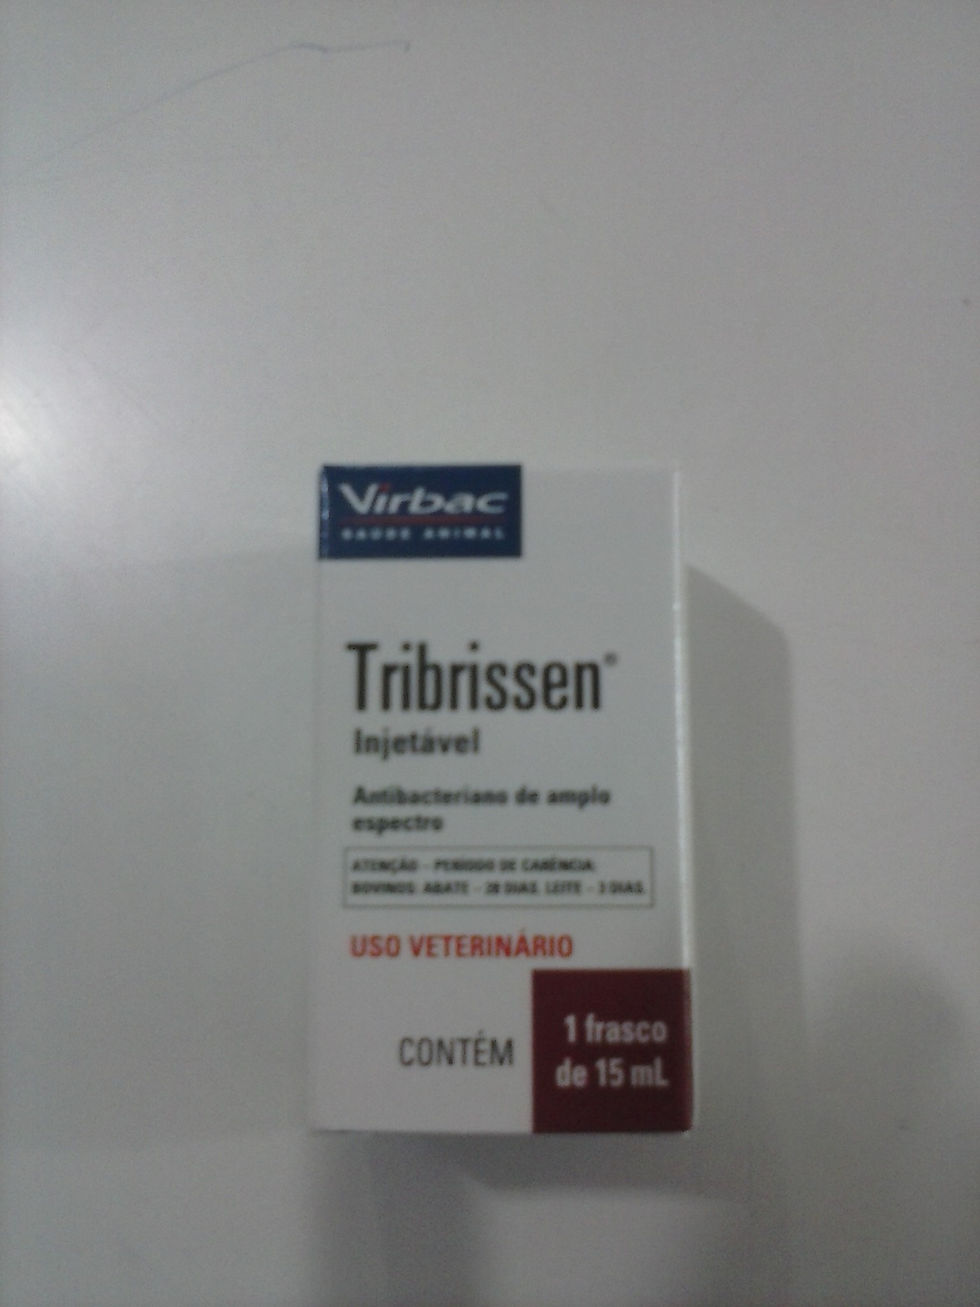 Virbac
SAÚDE ANIMAL
Tribrissen®
Injetável
Antibacteriano de amplo
espectro
ATENÇÃO - PERÍODO DE CARÊNCIA:
BOVINOS: ABATE - 28 DIAS. LEITE - 3 DIAS.
USO VETERINÁRIO
CONTÉM
1 frasco
de 15 mL